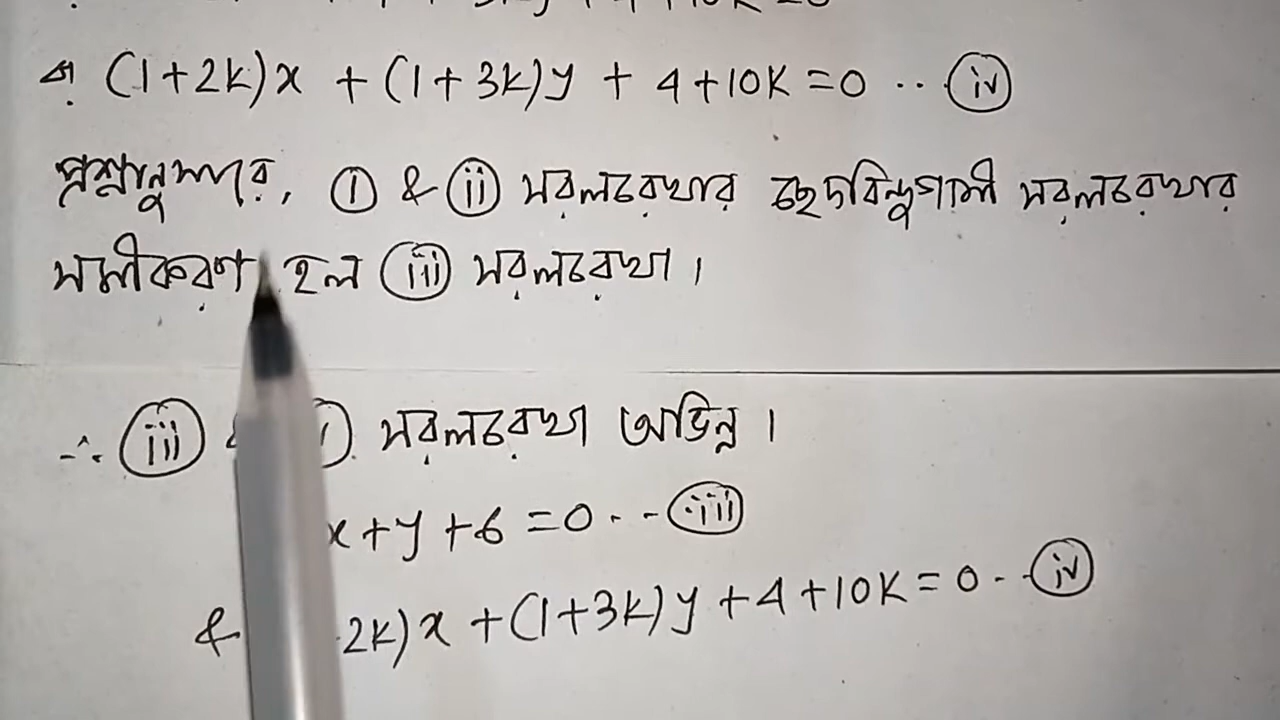 বা, (1+2k)x + (1+3k)y + 4+10k = 0 ... (iv)
প্রশ্নানুসারে, (i) & (ii) সরলরেখার ছেদবিন্দুগামী সরলরেখার
সমীকরণ হল (iii) সরলরেখা।
∴ (iii) সরলরেখা অভিন্ন।
x+y+6=0 - - (iii)
& 2k)x + (1+3k)y + 4+10k = 0 - - (iv)